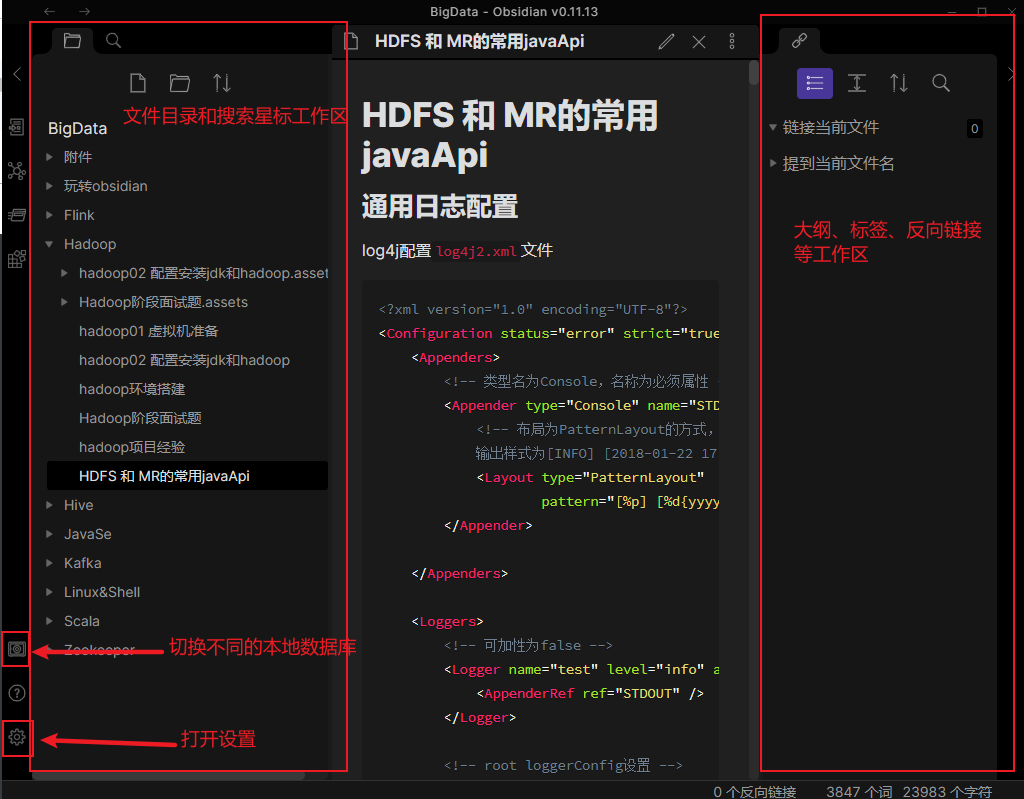 BigData - Obsidian v0.11.13
HDFS 和 MR的常用javaApi
文件目录和搜索星标工作区
BigData
附件
玩转obsidian
Flink
Hadoop
hadoop02 配置安装jdk和hadoop.asset
Hadoop阶段面试题.assets
hadoop01 虚拟机准备
hadoop02 配置安装jdk和hadoop
hadoop环境搭建
Hadoop阶段面试题
hadoop项目经验
HDFS 和 MR的常用javaApi
Hive
JavaSe
Kafka
Linux&Shell
Scala
Zookeeper
切换不同的本地数据库
打开设置
HDFS 和 MR的常用
javaApi
通用日志配置
log4j配置 log4j2.xml 文件
<?xml version="1.0" encoding="UTF-8"?>
<Configuration status="error" strict="true
<Appenders>
<!-- 类型名为Console，名称为必须属性
<Appender type="Console" name="STD
<!-- 布局为PatternLayout的方式，
输出样式为[INFO] [2018-01-22 17
<Layout type="PatternLayout"
pattern="[%p] [%d{yyyy
</Appender>
</Appenders>
<Loggers>
<!-- 可加性为false -->
<Logger name="test" level="info" a
<AppenderRef ref="STDOUT" />
</Logger>
<!-- root loggerConfig设置 -->
链接当前文件 0
提到当前文件名
大纲、标签、反向链接
等工作区
0 个反向链接 3847 个词 23983 个字符